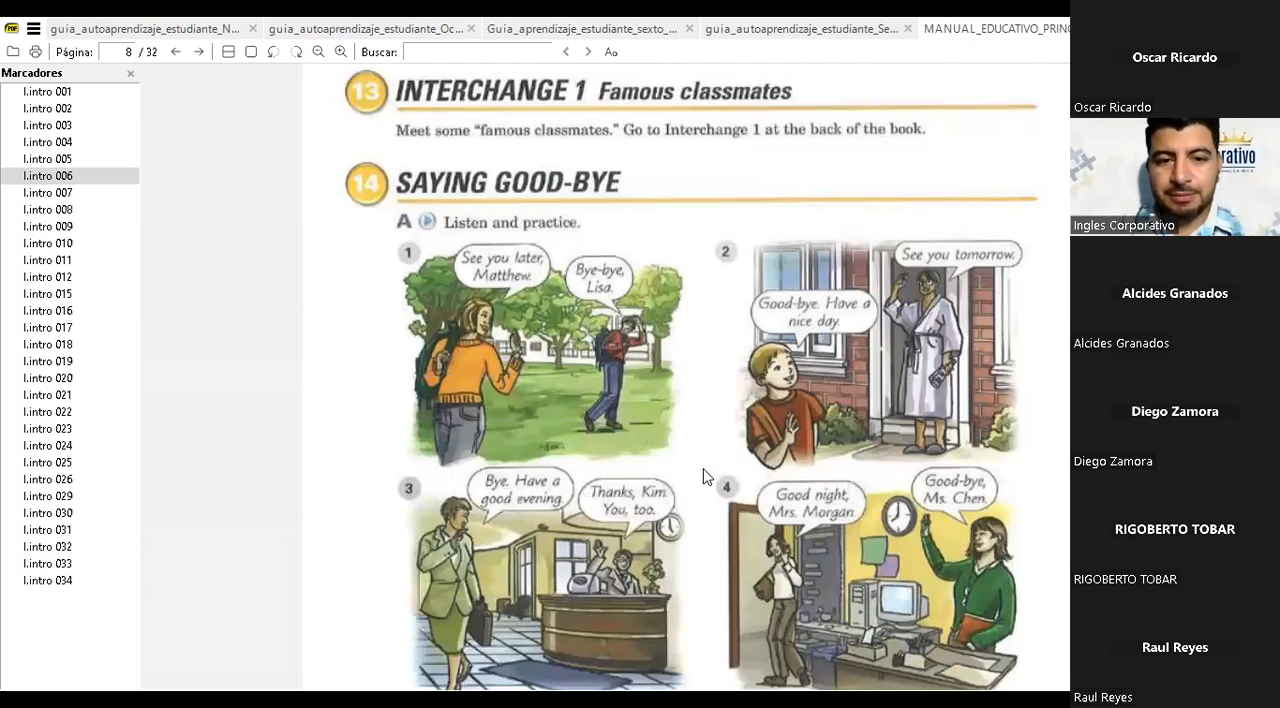 guia_autoaprendizaje_estudiante_N...
guia_autoaprendizaje_estudiante_Oc...
Guia_aprendizaje_estudiante_sexto_...
guia_autoaprendizaje_estudiante_Se...
MANUAL_EDUCATIVO_PRINC
Página: 8 / 32
Buscar:
Aa
Marcadores
I.intro 001
I.intro 002
I.intro 003
I.intro 004
I.intro 005
I.intro 006
I.intro 007
I.intro 008
I.intro 009
I.intro 010
I.intro 011
I.intro 012
I.intro 015
I.intro 016
I.intro 017
I.intro 018
I.intro 019
I.intro 020
I.intro 021
I.intro 022
I.intro 023
I.intro 024
I.intro 025
I.intro 026
I.intro 029
I.intro 030
I.intro 031
I.intro 032
I.intro 033
I.intro 034
13 INTERCHANGE 1 Famous classmates
Meet some “famous classmates.” Go to Interchange 1 at the back of the book.
14 SAYING GOOD-BYE
A Listen and practice.
1
See you later,
Matthew.
Bye-bye,
Lisa.
2
Good-bye. Have a
nice day.
See you tomorrow.
3
Bye. Have a
good evening.
Thanks, Kim.
You, too.
4
Good night,
Mrs. Morgan.
Good-bye,
Ms. Chen.
Oscar Ricardo
Oscar Ricardo
Ingles Corporativo
Alcides Granados
Alcides Granados
Diego Zamora
Diego Zamora
RIGOBERTO TOBAR
RIGOBERTO TOBAR
Raul Reyes
Raul Reyes